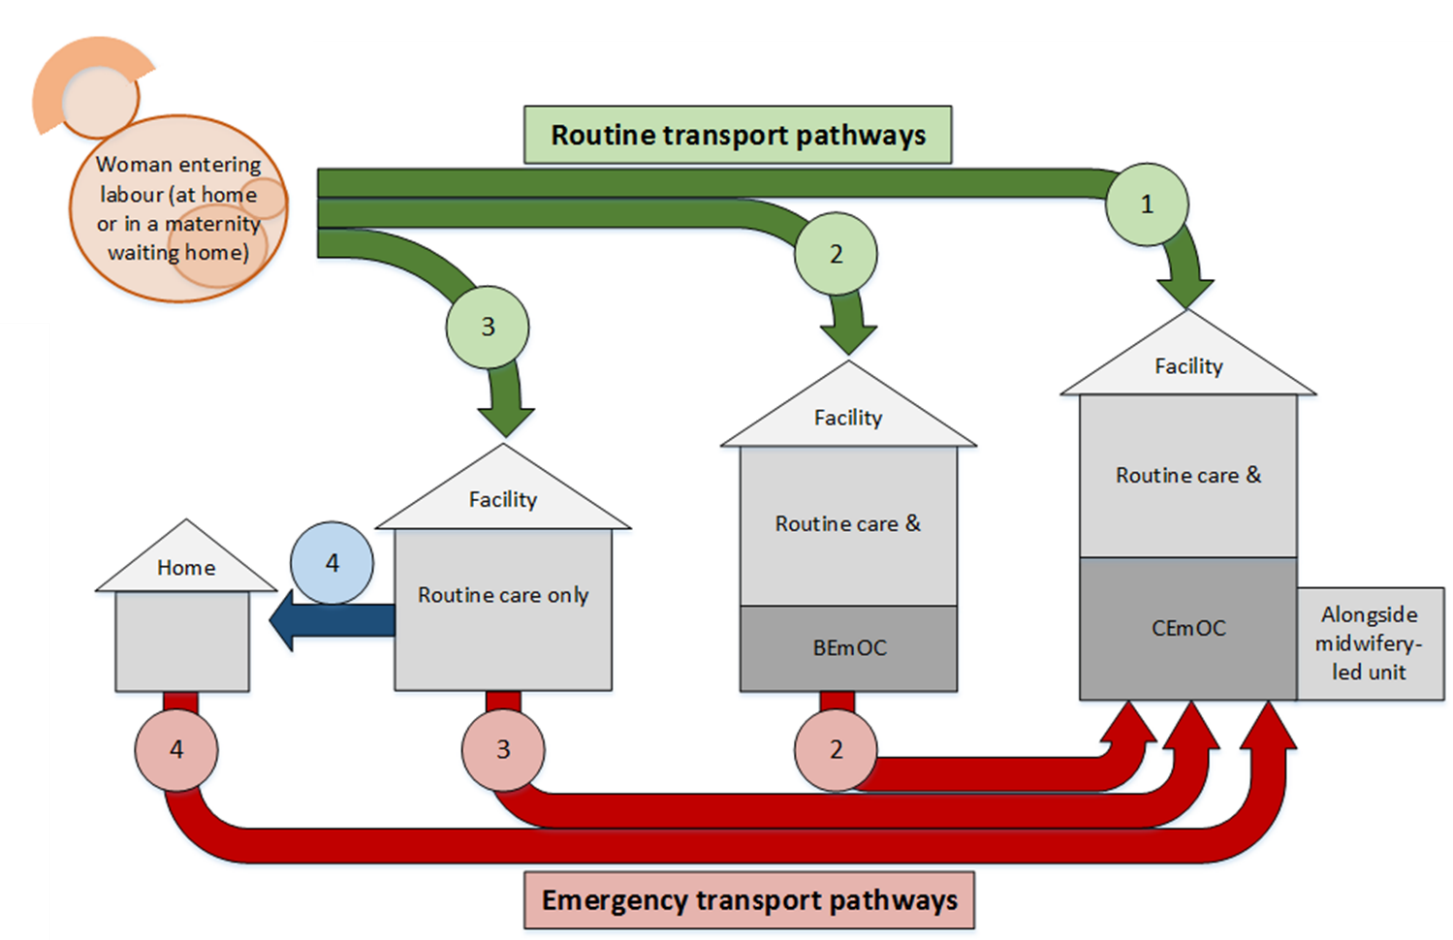 Routine transport pathways
Woman entering
labour (at home
or in a maternity
waiting home)
1
2
3
Facility
Routine care &
CEmOC
Alongside
midwifery-
led unit
Facility
Routine care &
BEmOC
Facility
Routine care only
4
Home
4
3
2
Emergency transport pathways